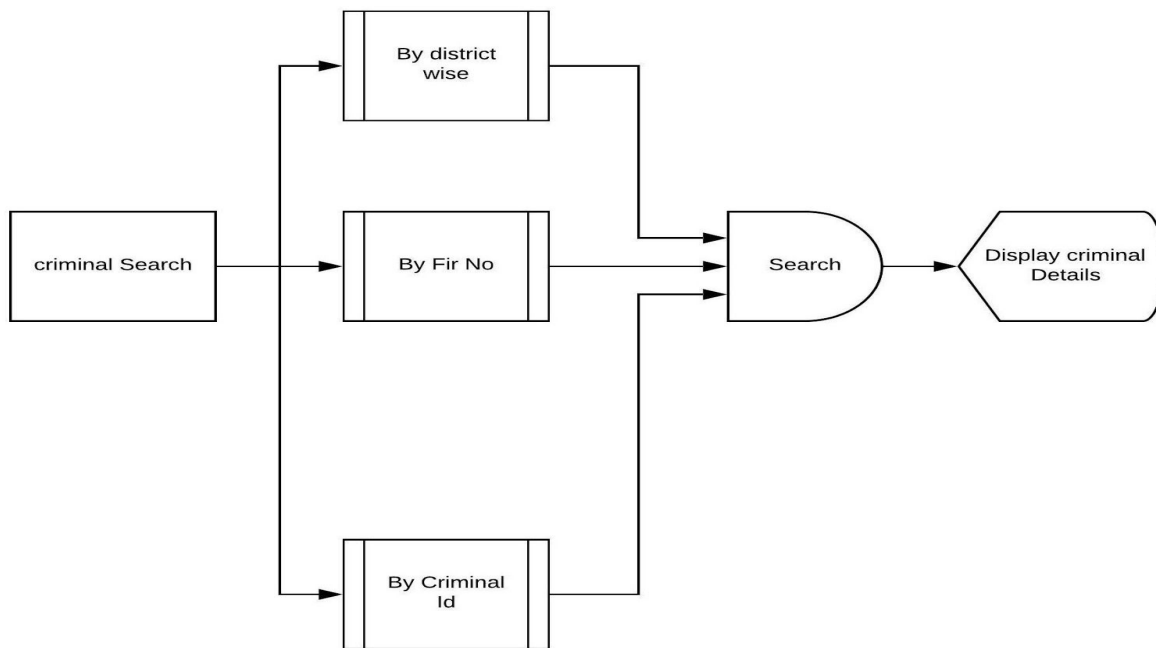 By district
wise
criminal Search
By Fir No
Search
Display criminal
Details
By Criminal
Id